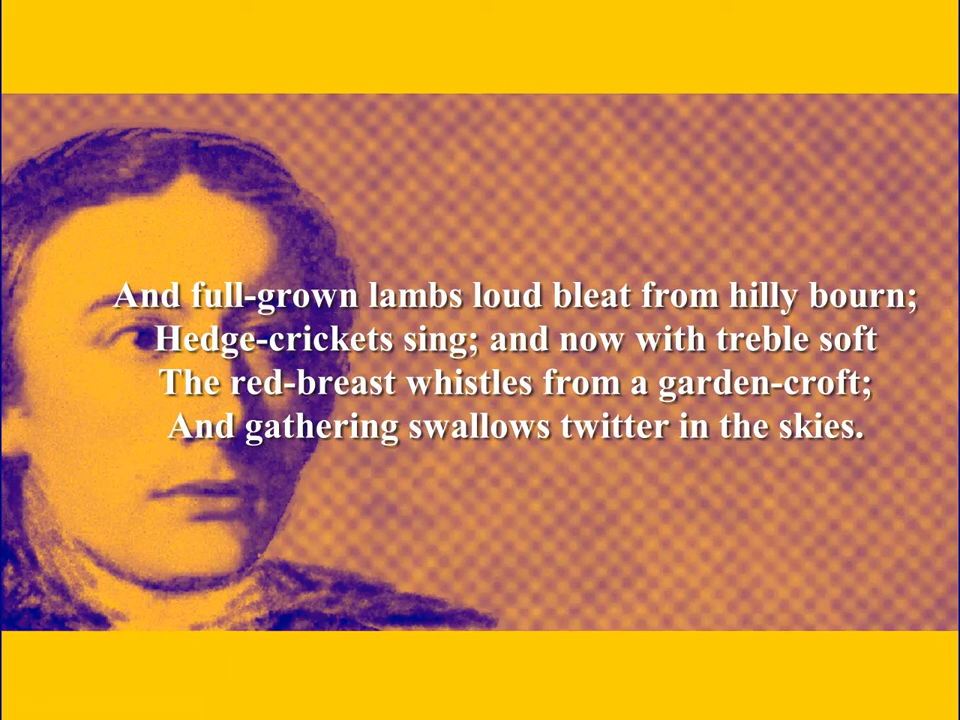 And full-grown lambs loud bleat from hilly bourn;
Hedge-crickets sing; and now with treble soft
The red-breast whistles from a garden-croft;
And gathering swallows twitter in the skies.